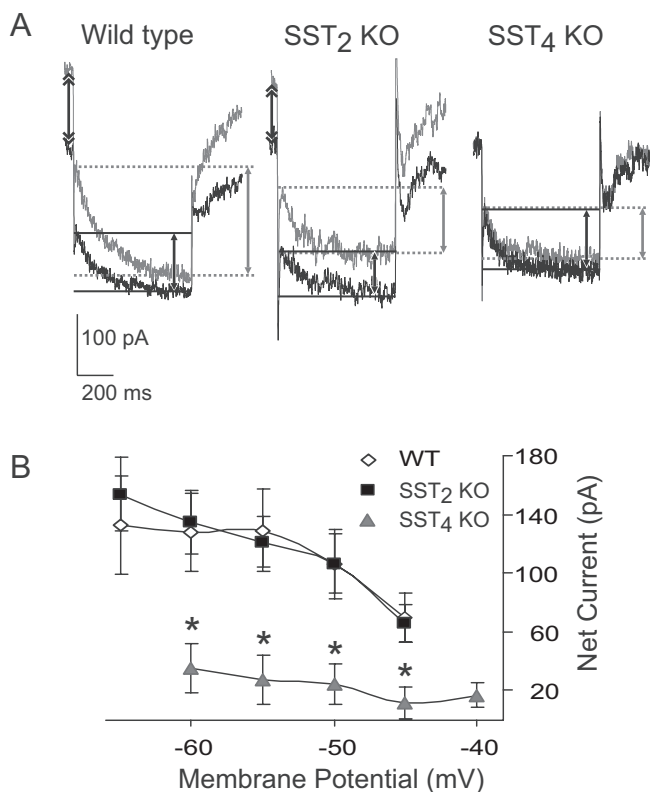 A
Wild type
SST2 KO
SST4 KO
100 pA
200 ms
B
WT
SST2 KO
SST4 KO
180
140
100
60
20
Net Current (pA)
* * * *
-60 -50 -40
Membrane Potential (mV)